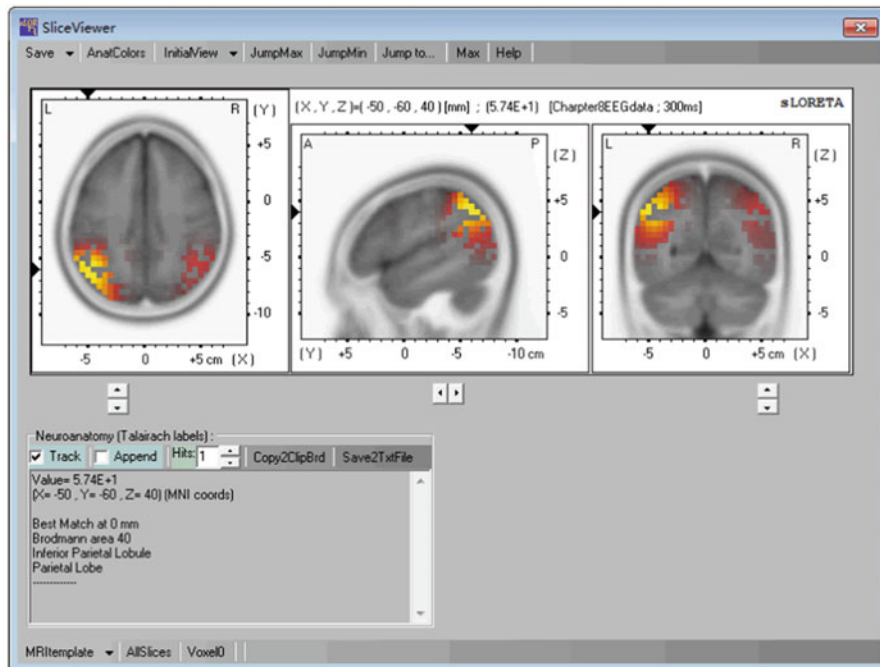 SliceViewer
Save AnatColors InitialView JumpMax JumpMin Jump to... Max Help
(X, Y, Z)=( -50 , -60 , 40 ) [mm] ; (5.74E+1) [Charpter8EEGdata ; 300ms] sLORETA
L R (Y) A P (Z) L R (Z)
+5 +5 +5
0 0 0
-5 -5 -5
-10
-5 0 +5 cm (X) (Y) +5 0 -5 -10 cm -5 0 +5 cm (X)
Neuroanatomy (Talairach labels) :
Track Append Hits: 1 Copy2ClipBrd Save2TxtFile
Value= 5.74E+1
(X= -50 , Y= -60 , Z= 40) (MNI coords)
Best Match at 0 mm
Brodmann area 40
Inferior Parietal Lobule
Parietal Lobe
-------------
MRItemplate AllSlices Voxel0